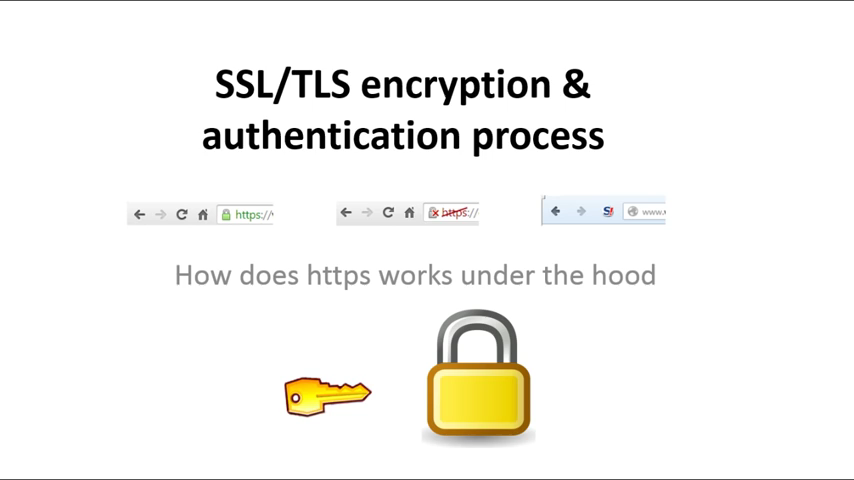 SSL/TLS encryption &
authentication process
https://
https://
www.
How does https works under the hood